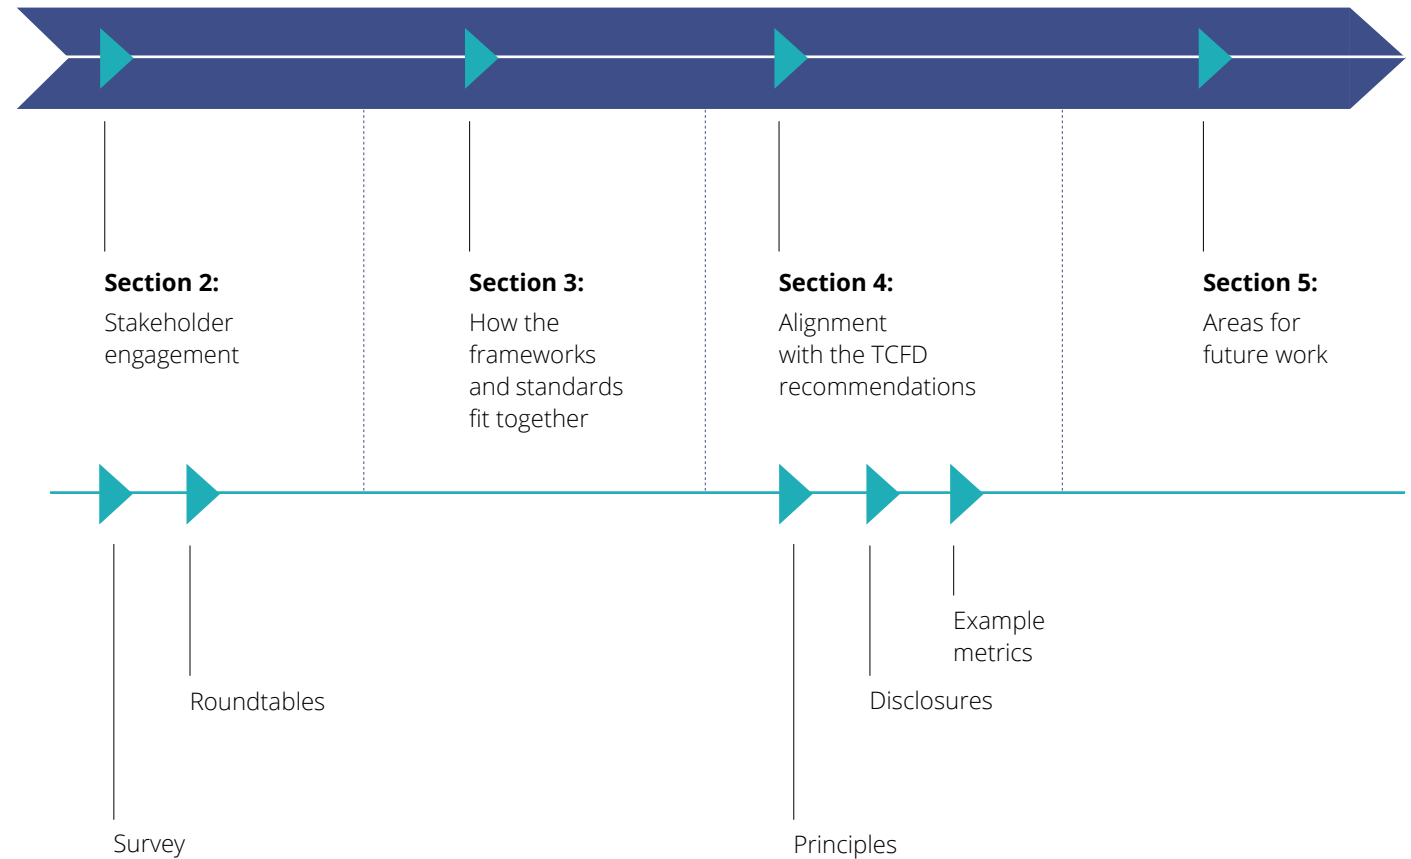 Section 2:
Stakeholder
engagement
Section 3:
How the
frameworks
and standards
fit together
Section 4:
Alignment
with the TCFD
recommendations
Section 5:
Areas for
future work
Survey
Roundtables
Principles
Disclosures
Example
metrics